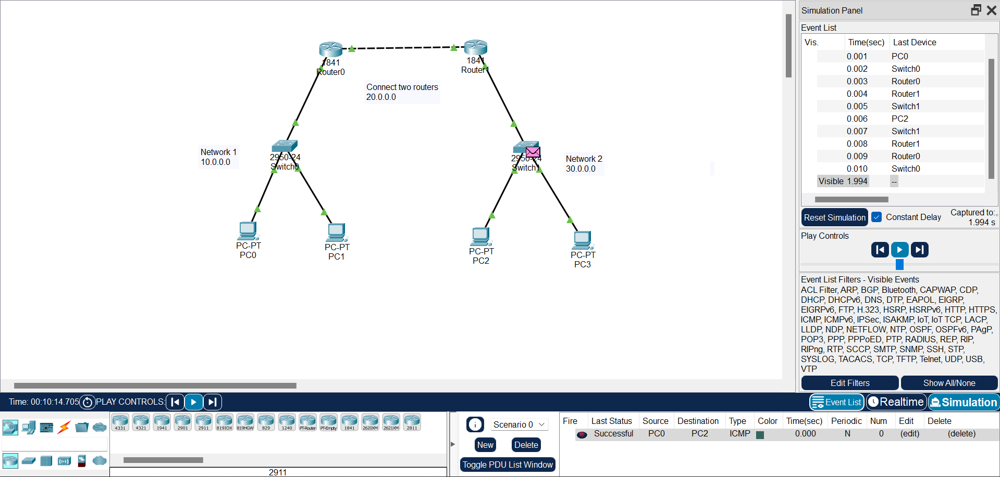 1841
Router0
1841
Router1
Connect two routers
20.0.0.0
Network 1
10.0.0.0
2950-24
Switch0
2950-24
Switch1
Network 2
30.0.0.0
PC-PT
PC0
PC-PT
PC1
PC-PT
PC2
PC-PT
PC3
Simulation Panel
Event List
Vis. Time(sec) Last Device
0.001 PC0
0.002 Switch0
0.003 Router0
0.004 Router1
0.005 Switch1
0.006 PC2
0.007 Switch1
0.008 Router1
0.009 Router0
0.010 Switch0
Visible 1.994 --
Reset Simulation Constant Delay Captured to:*
1.994 s
Play Controls
Event List Filters - Visible Events
ACL Filter, ARP, BGP, Bluetooth, CAPWAP, CDP,
DHCP, DHCPv6, DNS, DTP, EAPOL, EIGRP,
EIGRPv6, FTP, H.323, HSRP, HSRPv6, HTTP, HTTPS,
ICMP, ICMPv6, IPSec, ISAKMP, IoT, IoT TCP, LACP,
LLDP, NDP, NETFLOW, NTP, OSPF, OSPFv6, PAgP,
POP3, PPP, PPPoED, PTP, RADIUS, REP, RIP,
RIPng, RTP, SCCP, SMTP, SNMP, SSH, STP,
SYSLOG, TACACS, TCP, TFTP, Telnet, UDP, USB,
VTP
Edit Filters Show All/None
Time: 00:10:14.705 PLAY CONTROLS:
Event List Realtime Simulation
4331 4321 1941 2901 2911 819IOX 819HGW 829 1240 PT-Router PT-Empty 1841 2620XM 2621XM 2811
2911
Scenario 0
New Delete
Toggle PDU List Window
Fire Last Status Source Destination Type Color Time(sec) Periodic Num Edit Delete
Successful PC0 PC2 ICMP 0.000 N 0 (edit) (delete)